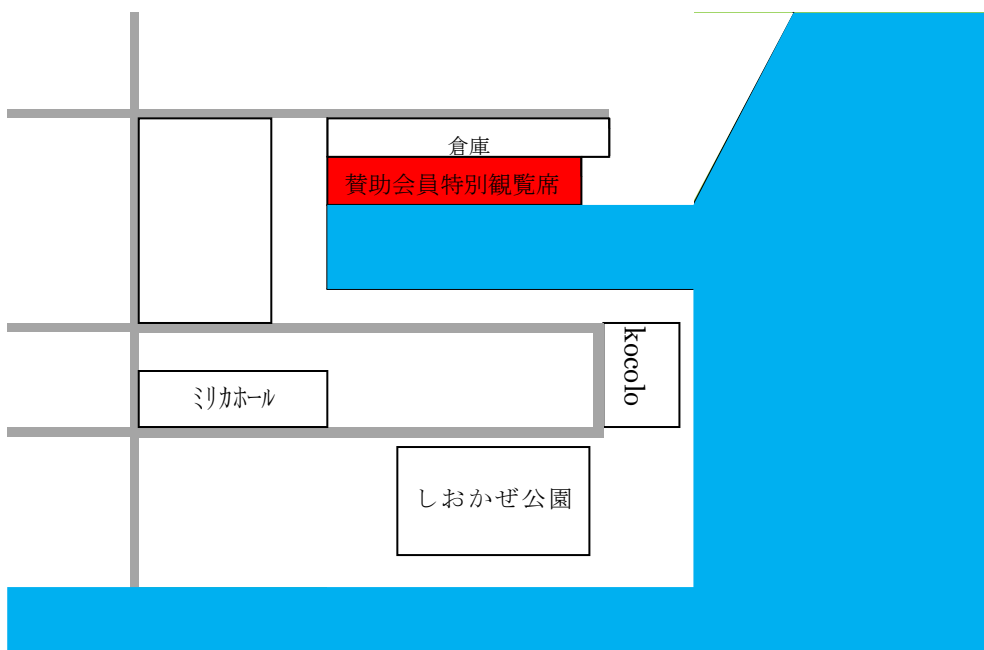 倉庫
賛助会員特別観覧席
kocolo
ミリカホール
しおかぜ公園